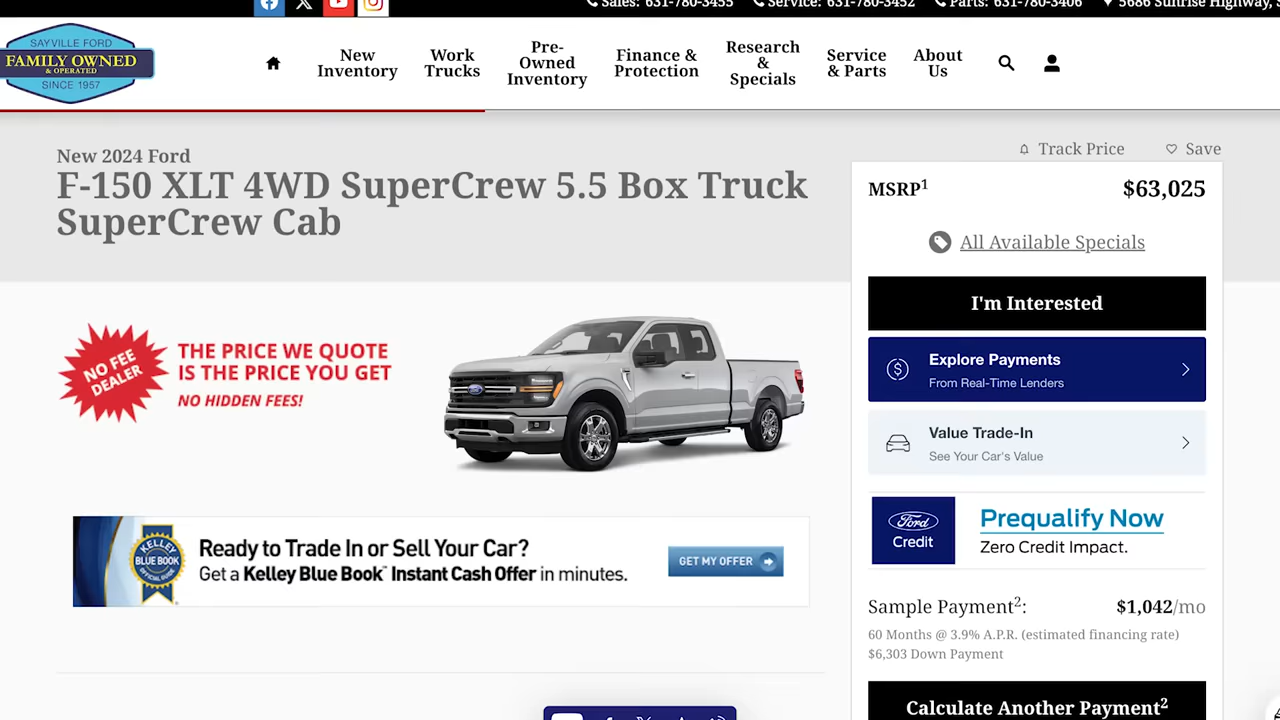 Sales: 631-780-3455 Service: 631-780-3452 Parts: 631-780-3406 5686 Sunrise Highway,
SAYVILLE FORD
FAMILY OWNED
& OPERATED
SINCE 1957
New
Inventory
Work
Trucks
Pre-
Owned
Inventory
Finance &
Protection
Research
&
Specials
Service
& Parts
About
Us
New 2024 Ford
F-150 XLT 4WD SuperCrew 5.5 Box Truck
SuperCrew Cab
Track Price Save
MSRP1 $63,025
All Available Specials
I'm Interested
Explore Payments
From Real-Time Lenders
Value Trade-In
See Your Car's Value
Ford
Credit
Prequalify Now
Zero Credit Impact.
Sample Payment2: $1,042/mo
60 Months @ 3.9% A.P.R. (estimated financing rate)
$6,303 Down Payment
Calculate Another Payment2
NO FEE
DEALER
THE PRICE WE QUOTE
IS THE PRICE YOU GET
NO HIDDEN FEES!
Ford
KELLEY
BLUE BOOK
OFFICIAL GUIDE
Ready to Trade In or Sell Your Car?
Get a Kelley Blue Book Instant Cash Offer in minutes.
GET MY OFFER